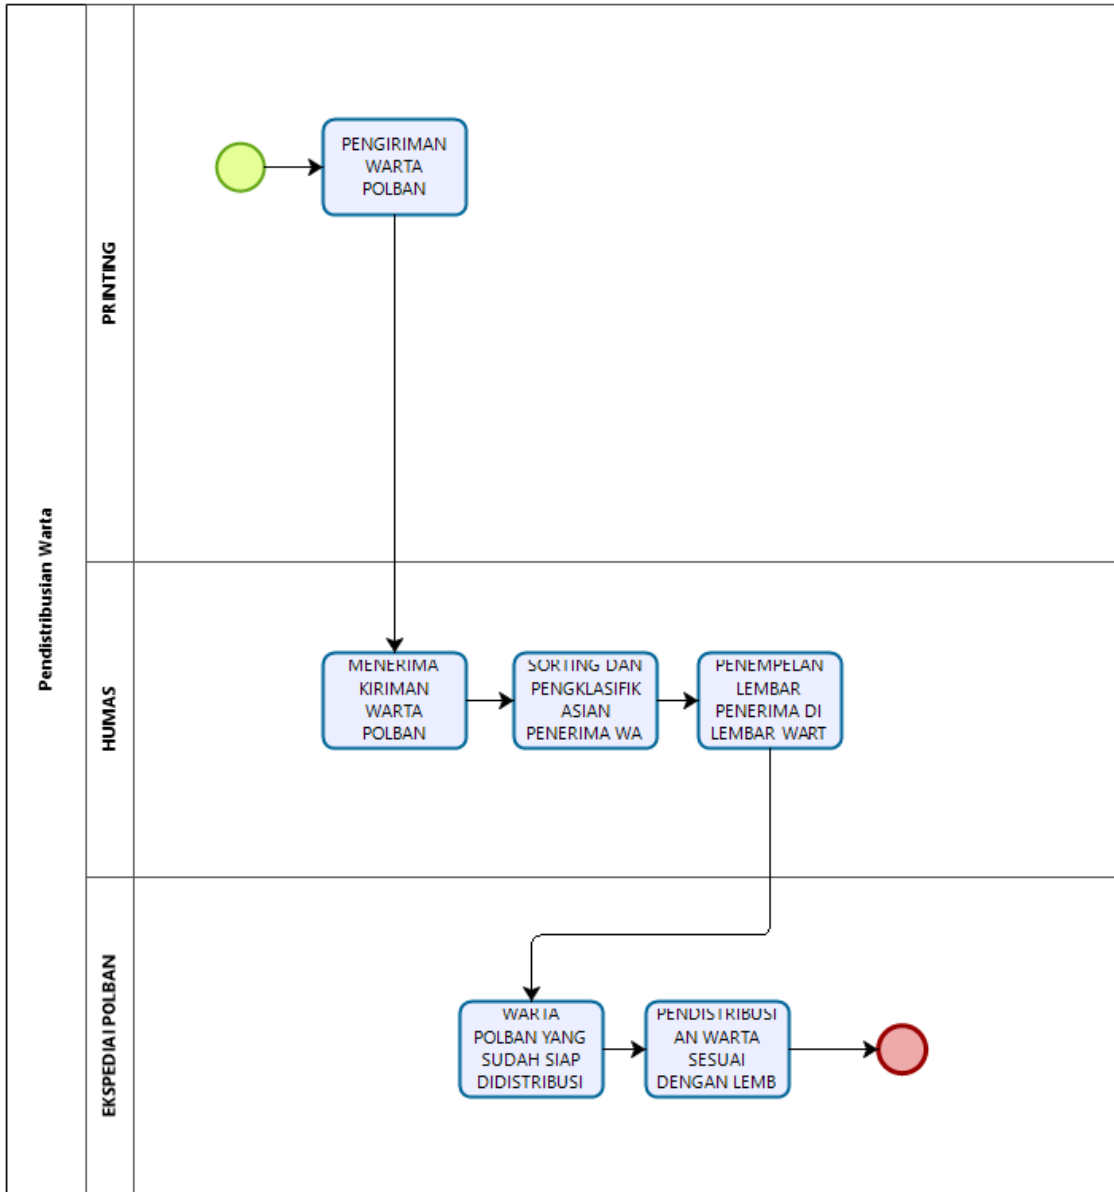 Pendistribusian Warta
PRINTING
PENGIRIMAN
WARTA
POLBAN
HUMAS
MENERIMA
KIRIMAN
WARTA
POLBAN
SORTING DAN
PENGKLASIFIK
ASIAN
PENERIMA WA
PENEMPELAN
LEMBAR
PENERIMA DI
LEMBAR WART
EKSPEDIAI POLBAN
WARTA
POLBAN YANG
SUDAH SIAP
DIDISTRIBUSI
PENDISTRIBUSI
AN WARTA
SESUAI
DENGAN LEMB